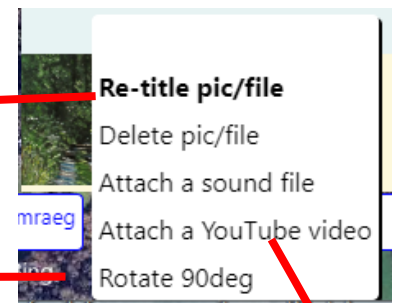 Re-title pic/file
Delete pic/file
Attach a sound file
mraeg
Attach a YouTube video
Rotate 90deg